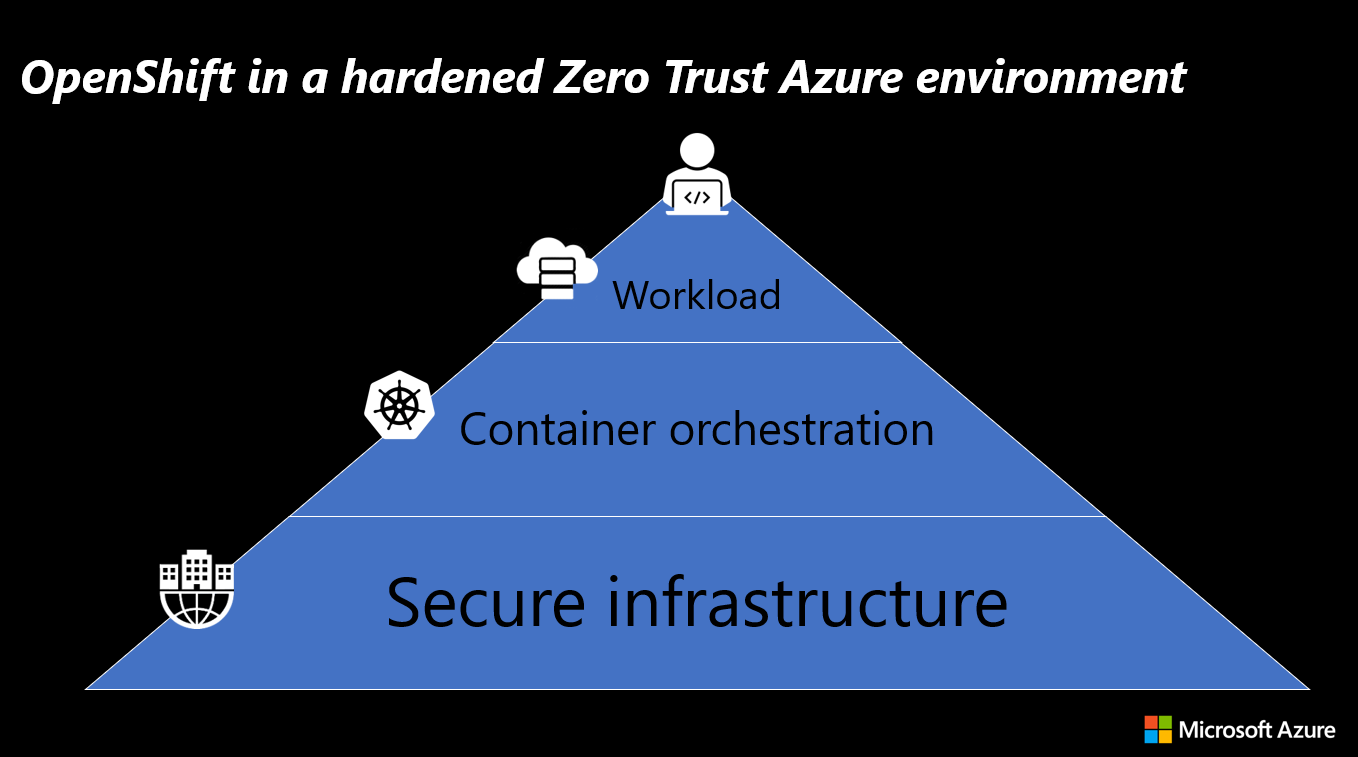 OpenShift in a hardened Zero Trust Azure environment
</>
Workload
Container orchestration
Secure infrastructure
Microsoft Azure